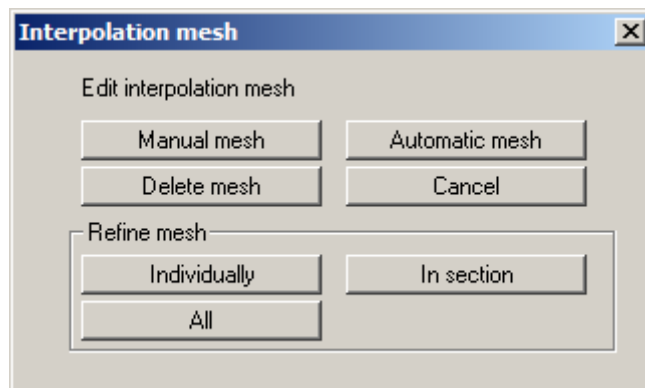 Interpolation mesh
Edit interpolation mesh
Manual mesh Automatic mesh
Delete mesh Cancel
Refine mesh
Individually In section
All